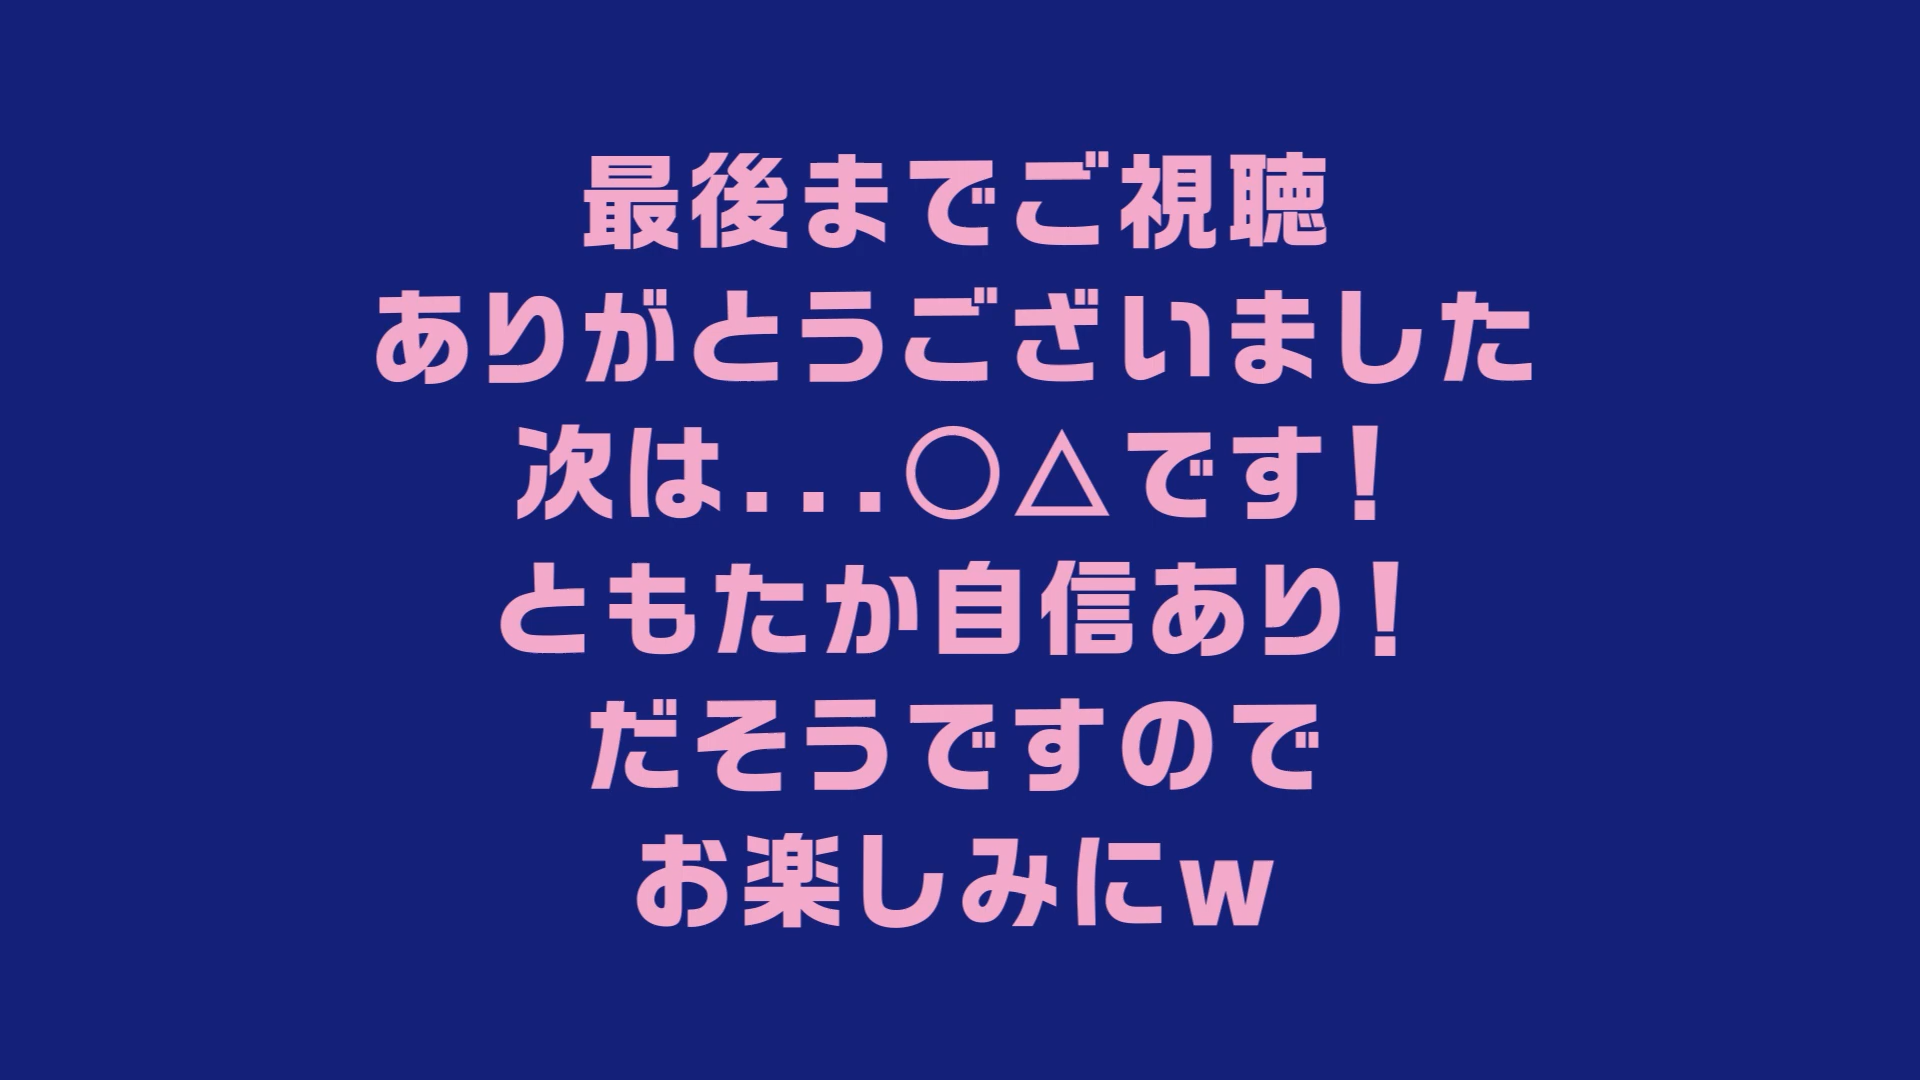 最後までご視聴
ありがとうございました
次は...○△です!
ともたか自信あり!
だそうですので
お楽しみにw